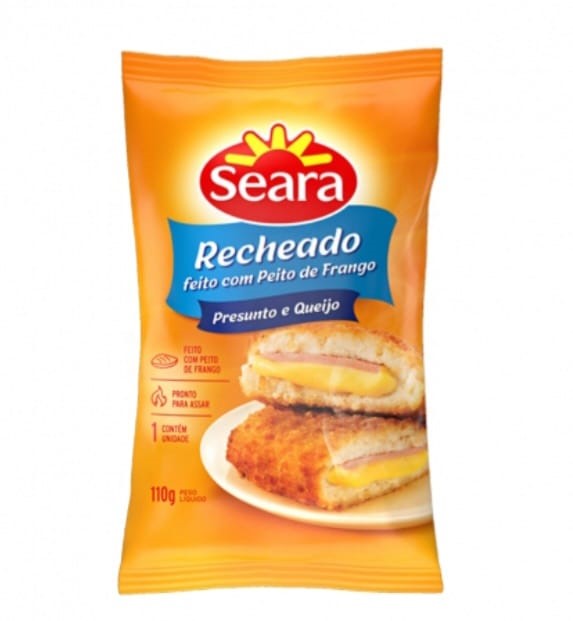 Seara
Recheado
feito com Peito de Frango
Presunto e Queijo
FEITO
COM PEITO
DE FRANGO
PRONTO
PARA ASSAR
1 CONTÉM
UNIDADE
110g PESO
LÍQUIDO